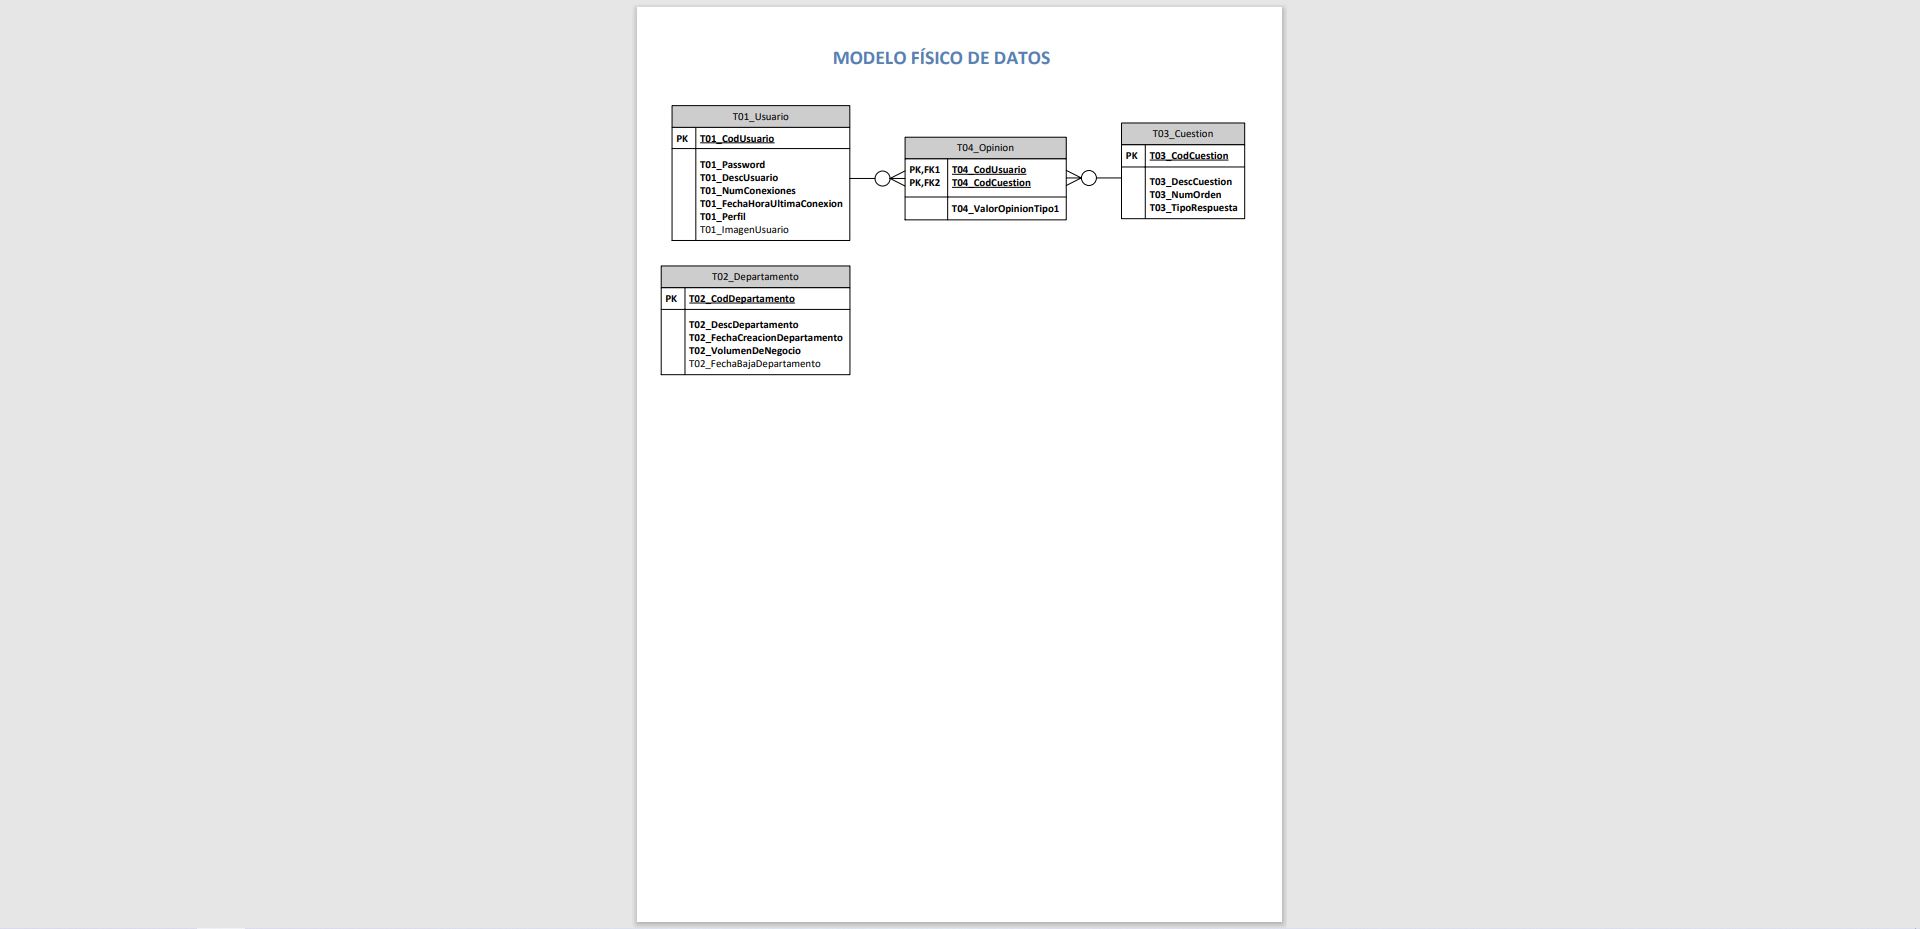 MODELO FÍSICO DE DATOS
T01_Usuario
PK T01_CodUsuario
T01_Password
T01_DescUsuario
T01_NumConexiones
T01_FechaHoraUltimaConexion
T01_Perfil
T01_ImagenUsuario
T04_Opinion
PK,FK1 T04_CodUsuario
PK,FK2 T04_CodCuestion
T04_ValorOpinionTipo1
T03_Cuestion
PK T03_CodCuestion
T03_DescCuestion
T03_NumOrden
T03_TipoRespuesta
T02_Departamento
PK T02_CodDepartamento
T02_DescDepartamento
T02_FechaCreacionDepartamento
T02_VolumenDeNegocio
T02_FechaBajaDepartamento